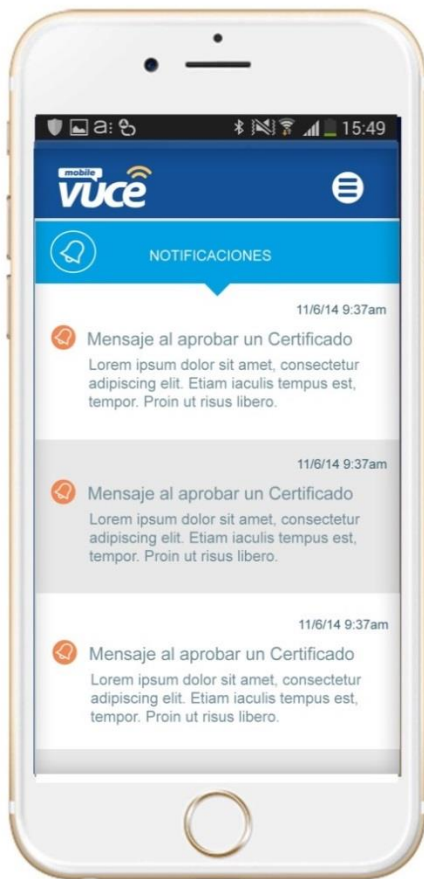 15:49
mobile
vuce
NOTIFICACIONES
11/6/14 9:37am
Mensaje al aprobar un Certificado
Lorem ipsum dolor sit amet, consectetur
adipiscing elit. Etiam iaculis tempus est,
tempor. Proin ut risus libero.
11/6/14 9:37am
Mensaje al aprobar un Certificado
Lorem ipsum dolor sit amet, consectetur
adipiscing elit. Etiam iaculis tempus est,
tempor. Proin ut risus libero.
11/6/14 9:37am
Mensaje al aprobar un Certificado
Lorem ipsum dolor sit amet, consectetur
adipiscing elit. Etiam iaculis tempus est,
tempor. Proin ut risus libero.